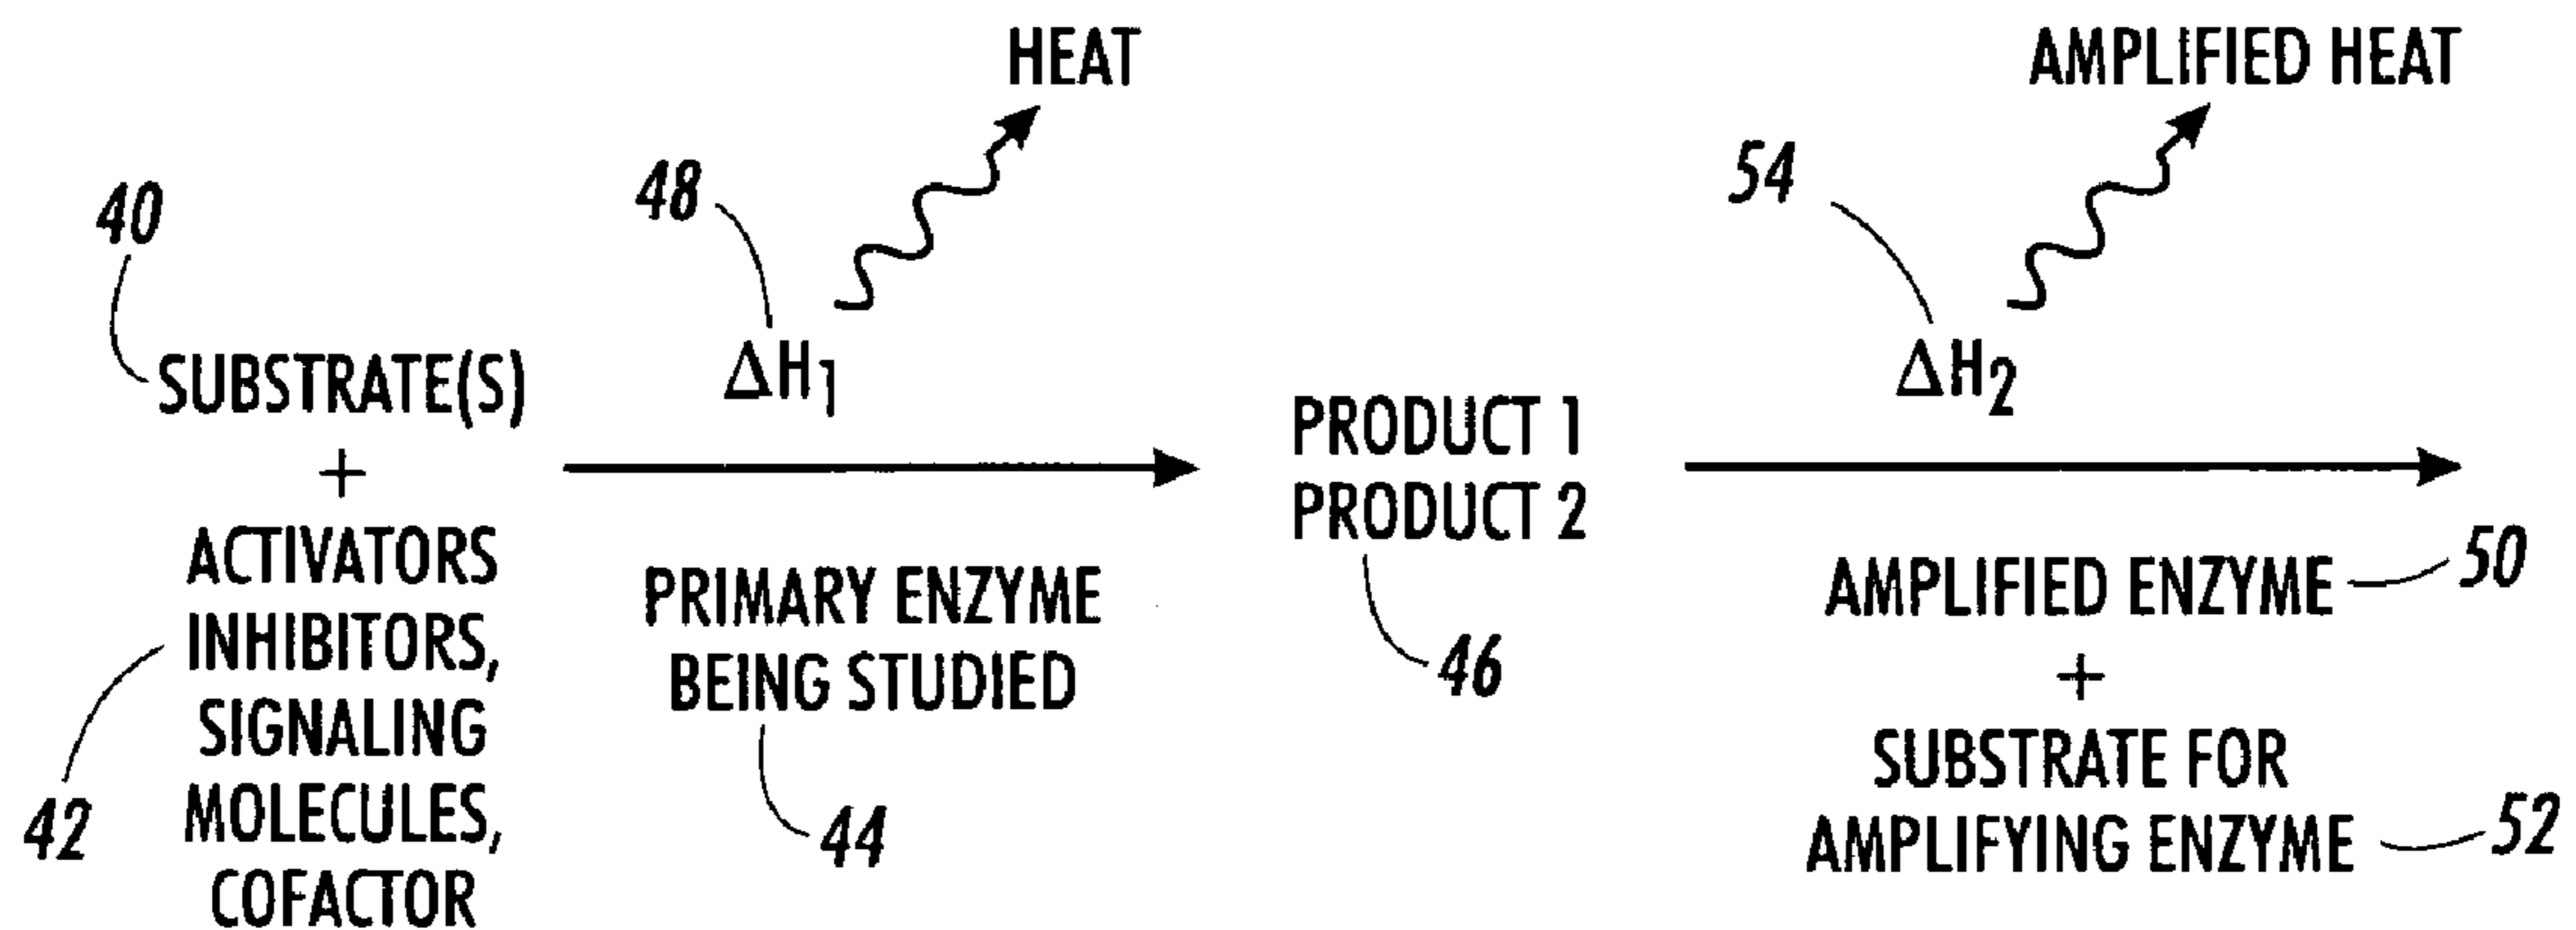 HEAT
AMPLIFIED HEAT
40
48
54
SUBSTRATE(S)
+
ACTIVATORS
INHIBITORS,
SIGNALING
MOLECULES,
COFACTOR
42
ΔH1
PRIMARY ENZYME
BEING STUDIED
44
PRODUCT 1
PRODUCT 2
46
ΔH2
AMPLIFIED ENZYME
50
+
SUBSTRATE FOR
AMPLIFYING ENZYME
52